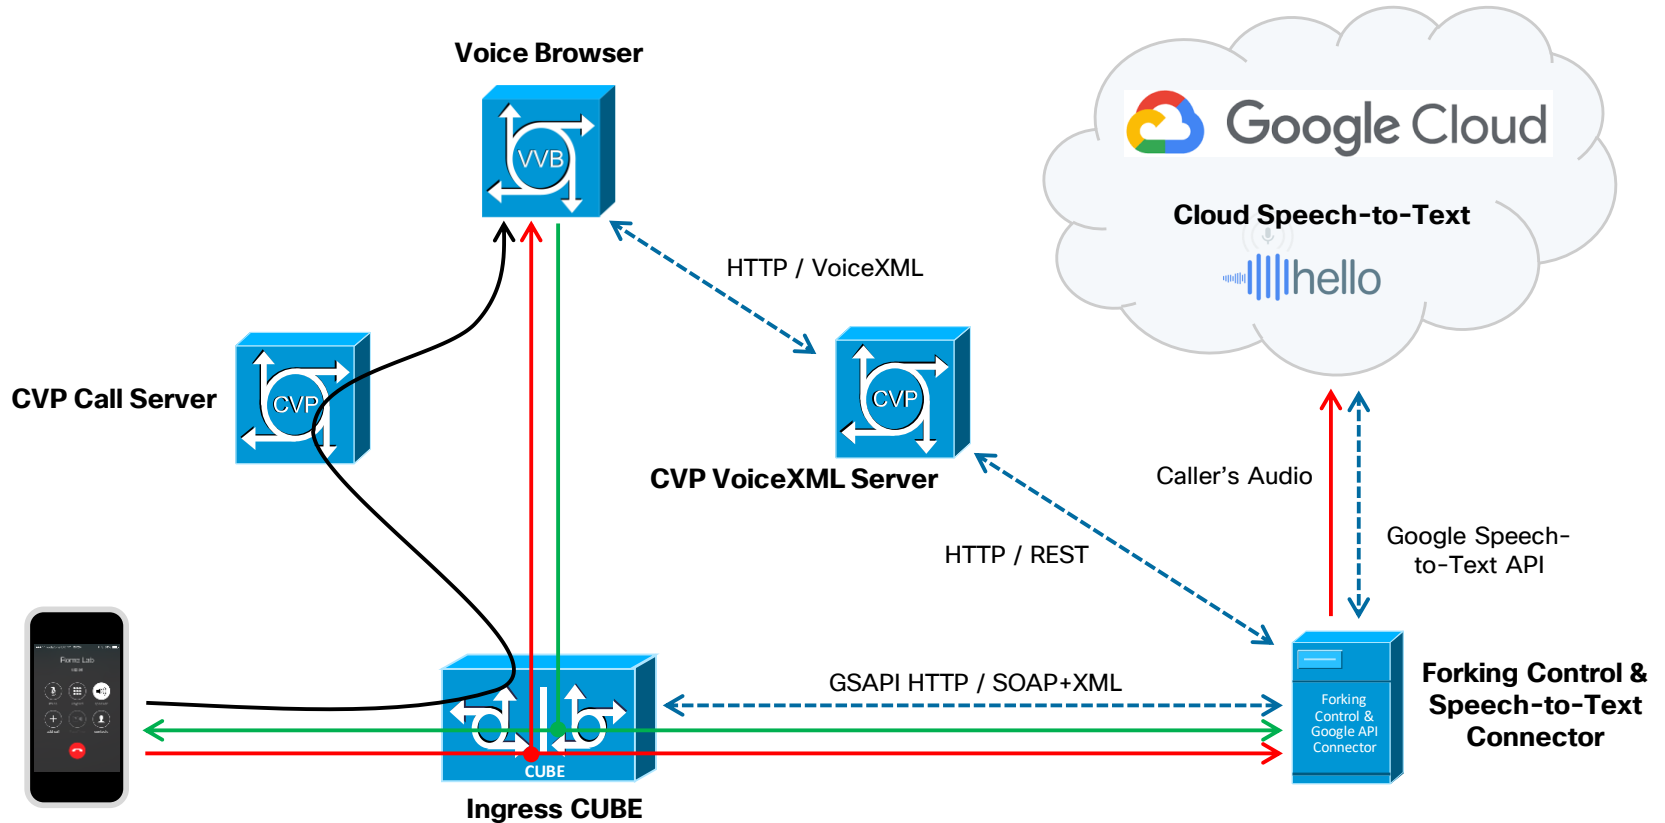 Voice Browser
VVB
Google Cloud
Cloud Speech-to-Text
hello
HTTP / VoiceXML
CVP Call Server
CVP
CVP
CVP VoiceXML Server
Caller's Audio
HTTP / REST
Google Speech-
to-Text API
GSAPI HTTP / SOAP+XML
Forking
Control &
Google API
Connector
Forking Control &
Speech-to-Text
Connector
CUBE
Ingress CUBE